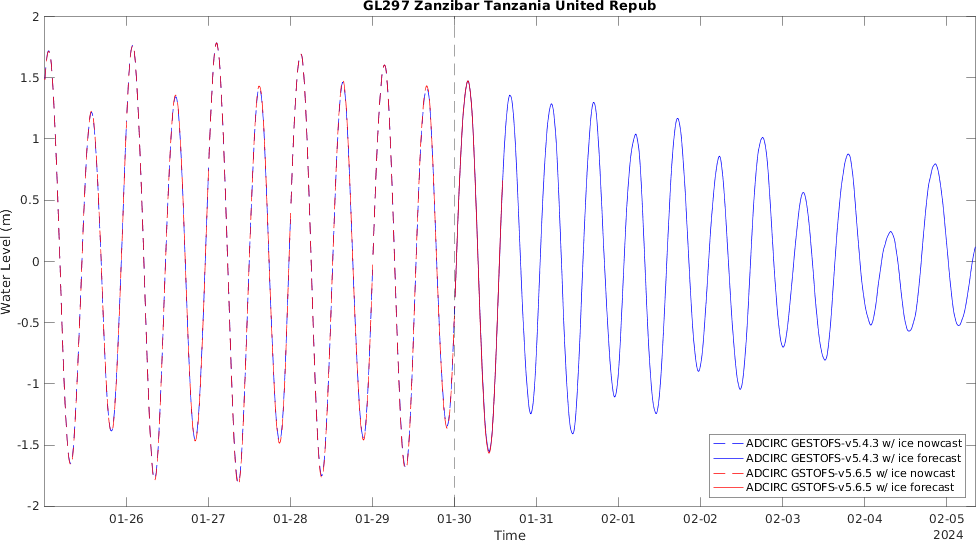 GL297 Zanzibar Tanzania United Repub
2
1.5
1
0.5
0
-0.5
-1
-1.5
-2
Water Level (m)
ADCIRC GESTOFS-v5.4.3 w/ ice nowcast
ADCIRC GESTOFS-v5.4.3 w/ ice forecast
ADCIRC GSTOFS-v5.6.5 w/ ice nowcast
ADCIRC GSTOFS-v5.6.5 w/ ice forecast
01-26 01-27 01-28 01-29 01-30 01-31 02-01 02-02 02-03 02-04 02-05
Time 2024